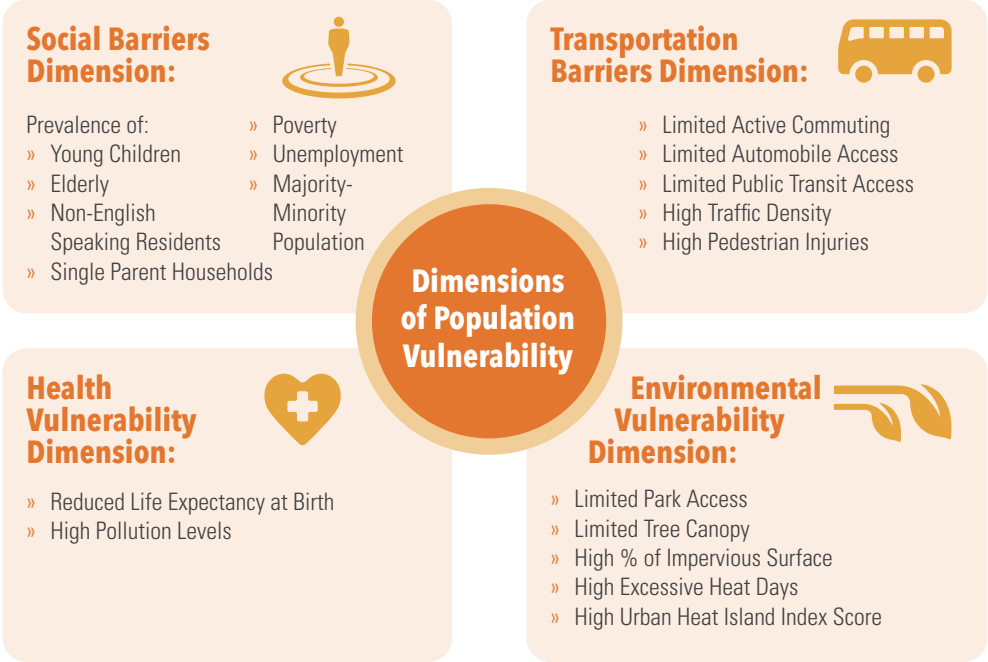 Social Barriers
Dimension:
Prevalence of:
» Young Children
» Elderly
» Non-English
Speaking Residents
» Single Parent Households
» Poverty
» Unemployment
» Majority-
Minority
Population
Transportation
Barriers Dimension:
» Limited Active Commuting
» Limited Automobile Access
» Limited Public Transit Access
» High Traffic Density
» High Pedestrian Injuries
Dimensions
of Population
Vulnerability
Health
Vulnerability
Dimension:
» Reduced Life Expectancy at Birth
» High Pollution Levels
Environmental
Vulnerability
Dimension:
» Limited Park Access
» Limited Tree Canopy
» High % of Impervious Surface
» High Excessive Heat Days
» High Urban Heat Island Index Score